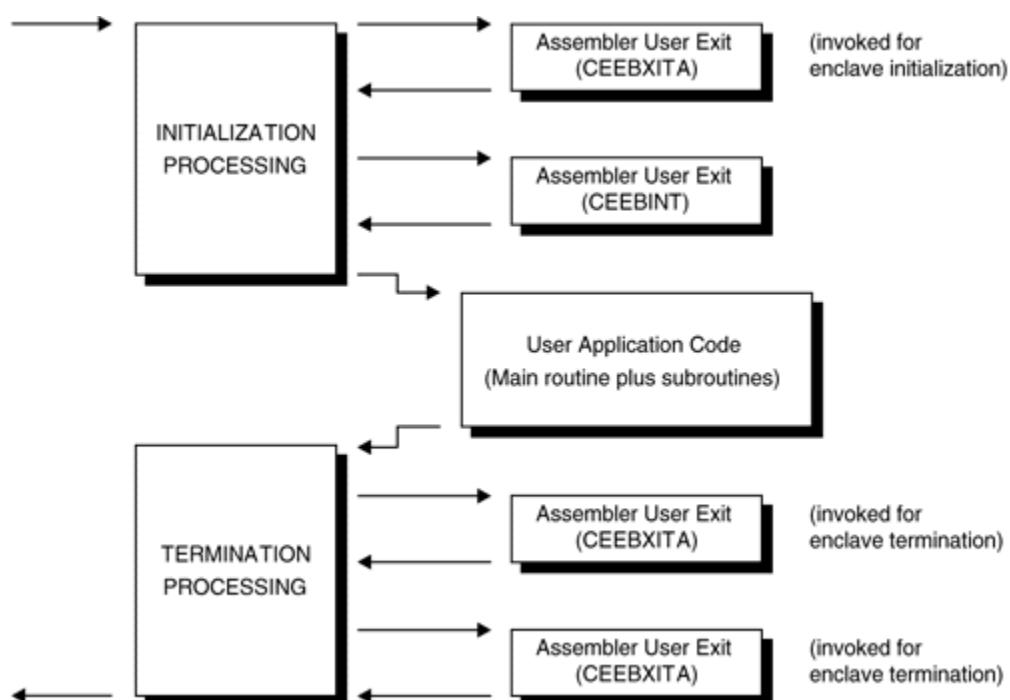 Assembler User Exit
(CEEBXITA)
(invoked for
enclave initialization)
INITIALIZATION
PROCESSING
Assembler User Exit
(CEEBINT)
User Application Code
(Main routine plus subroutines)
Assembler User Exit
(CEEBXITA)
(invoked for
enclave termination)
TERMINATION
PROCESSING
Assembler User Exit
(CEEBXITA)
(invoked for
enclave termination)